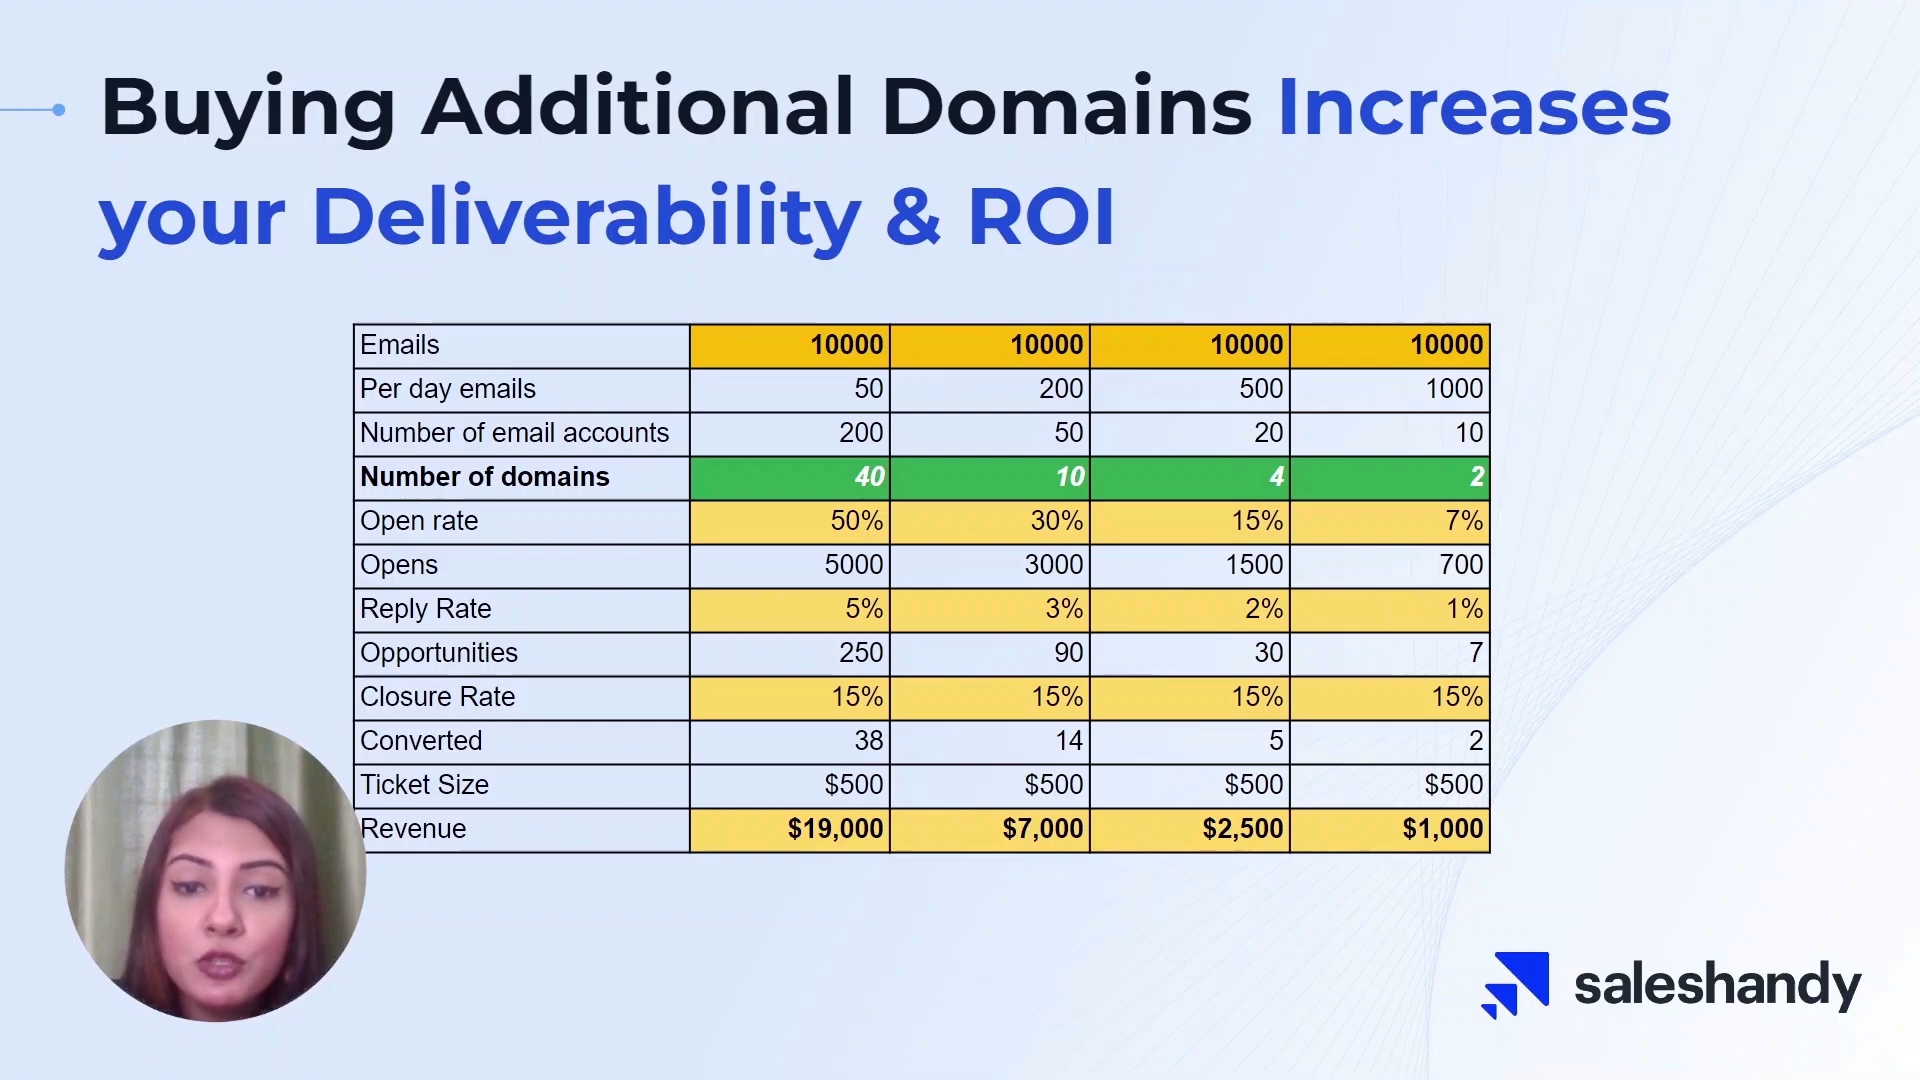 Buying Additional Domains Increases
your Deliverability & ROI
Emails 10000 10000 10000 10000
Per day emails 50 200 500 1000
Number of email accounts 200 50 20 10
Number of domains 40 10 4 2
Open rate 50% 30% 15% 7%
Opens 5000 3000 1500 700
Reply Rate 5% 3% 2% 1%
Opportunities 250 90 30 7
Closure Rate 15% 15% 15% 15%
Converted 38 14 5 2
Ticket Size $500 $500 $500 $500
Revenue $19,000 $7,000 $2,500 $1,000
saleshandy